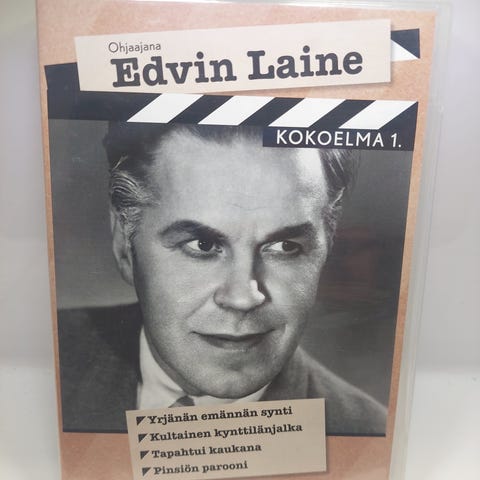 Ohjaajana
Edvin Laine
KOKOELMA 1.
Yrjänän emännän synti
Kultainen kynttilänjalka
Tapahtui kaukana
Pinsiön parooni